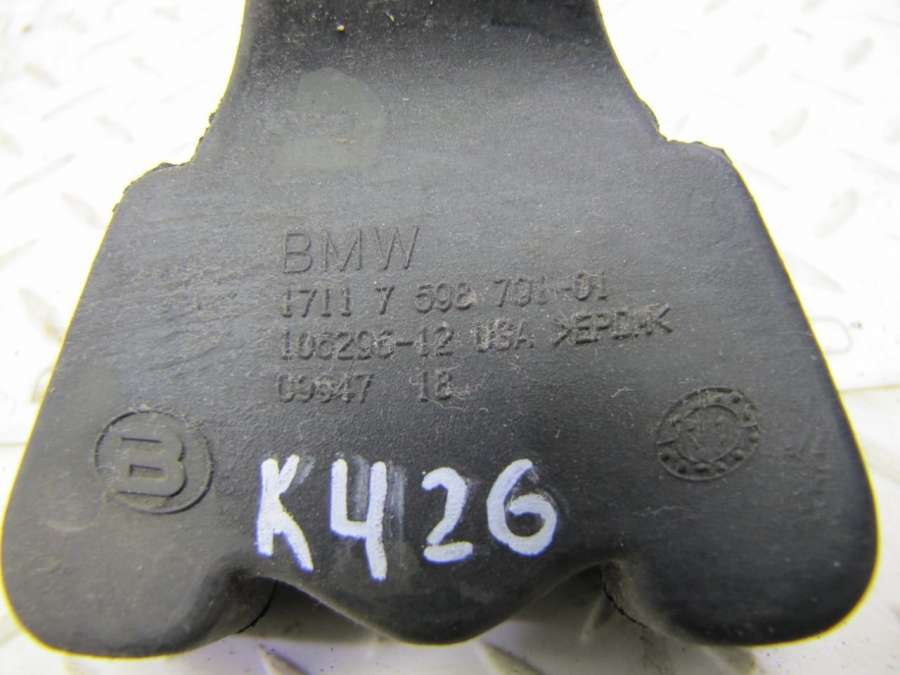 BMW
1711 7 598 791-01
106296-12 USA >EPDM<
09647 18
B
K426